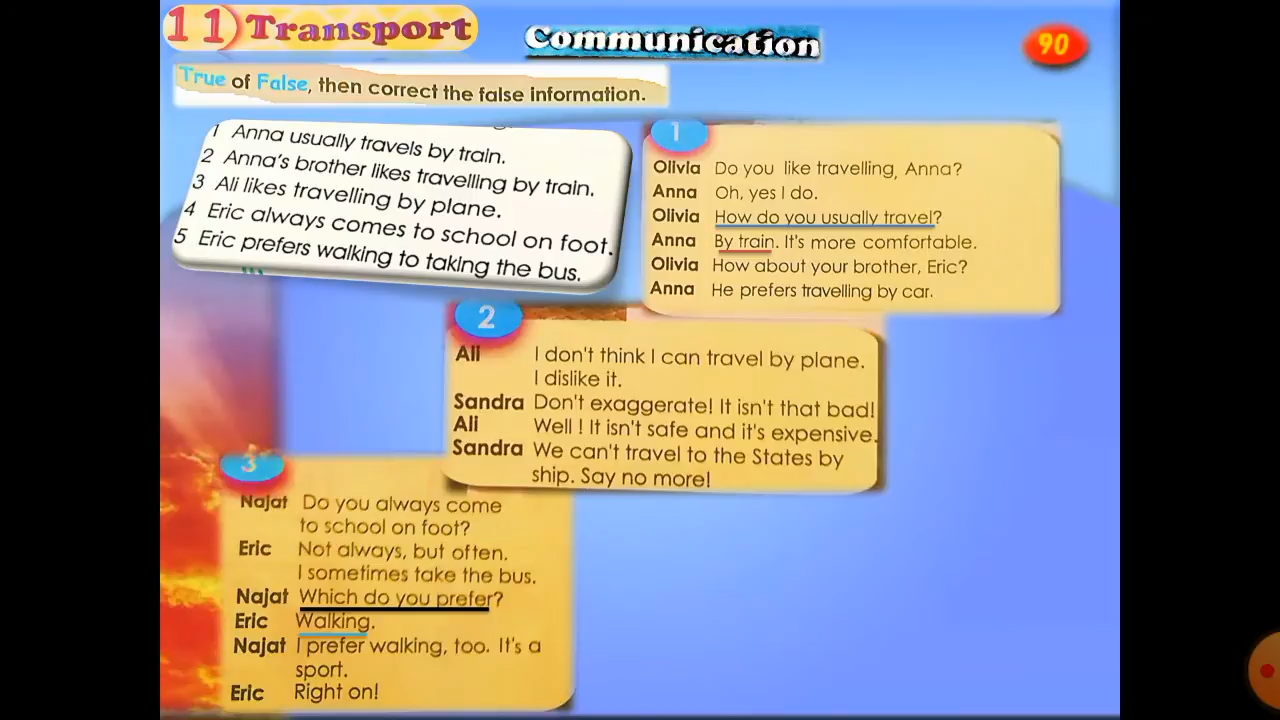 11) Transport
Communication
90
True of False, then correct the false information.
1 Anna usually travels by train.
2 Anna's brother likes travelling by train.
3 Ali likes travelling by plane.
4 Eric always comes to school on foot.
5 Eric prefers walking to taking the bus.
1
Olivia Do you like travelling, Anna?
Anna Oh, yes I do.
Olivia How do you usually travel?
Anna By train. It's more comfortable.
Olivia How about your brother, Eric?
Anna He prefers travelling by car.
2
Ali I don't think I can travel by plane.
I dislike it.
Sandra Don't exaggerate! It isn't that bad!
Ali Well ! It isn't safe and it's expensive.
Sandra We can't travel to the States by
ship. Say no more!
3
Najat Do you always come
to school on foot?
Eric Not always, but often.
I sometimes take the bus.
Najat Which do you prefer?
Eric Walking.
Najat I prefer walking, too. It's a
sport.
Eric Right on!